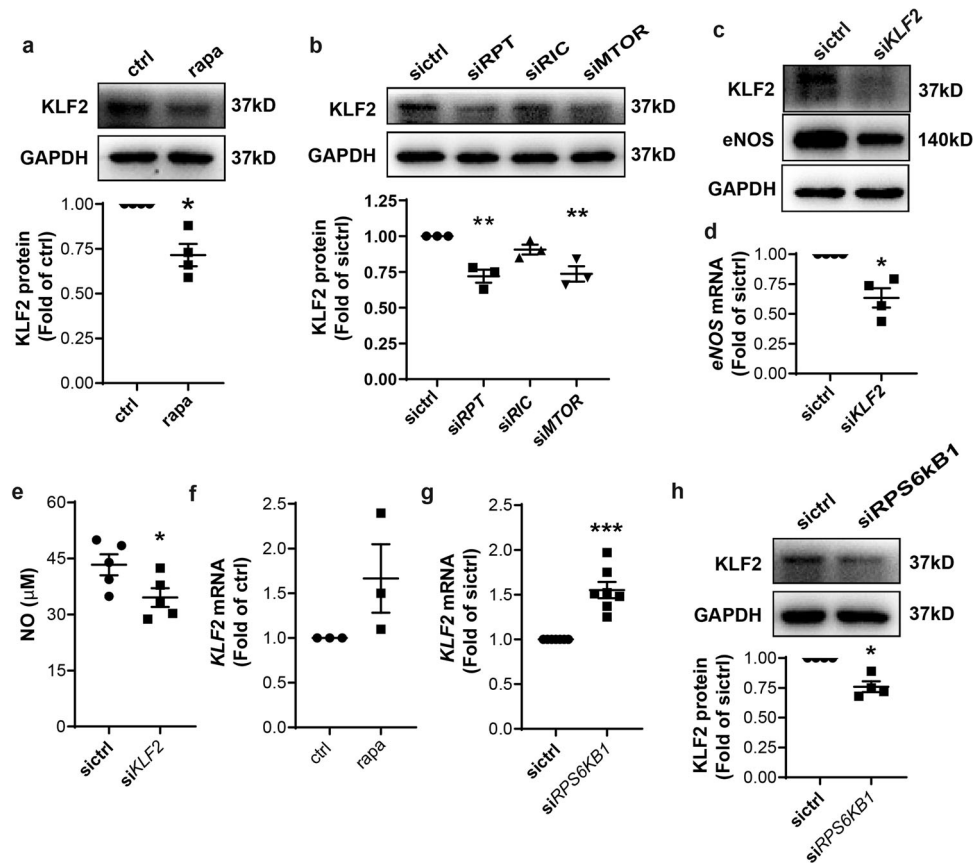 a
ctrl
rapa
KLF2
37kD
GAPDH
37kD
KLF2 protein
(Fold of ctrl)
1.00
0.75
0.50
0.25
0.00
*
ctrl
rapa
b
sictrl
siRPT
siRIC
siMTOR
KLF2
37kD
GAPDH
37kD
KLF2 protein
(Fold of sictrl)
1.25
1.00
0.75
0.50
0.25
0.00
**
**
sictrl
siRPT
siRIC
siMTOR
c
sictrl
siKLF2
KLF2
37kD
eNOS
140kD
GAPDH
d
eNOS mRNA
(Fold of sictrl)
1.00
0.75
0.50
0.25
0.00
*
sictrl
siKLF2
e
NO (μM)
60
45
30
15
0
*
sictrl
siKLF2
f
KLF2 mRNA
(Fold of ctrl)
2.5
2.0
1.5
1.0
0.5
0.0
ctrl
rapa
g
KLF2 mRNA
(Fold of sictrl)
2.5
2.0
1.5
1.0
0.5
0.0
***
sictrl
siRPS6KB1
h
sictrl
siRPS6kB1
KLF2
37kD
GAPDH
37kD
KLF2 protein
(Fold of sictrl)
1.00
0.75
0.50
0.25
0.00
*
sictrl
siRPS6KB1